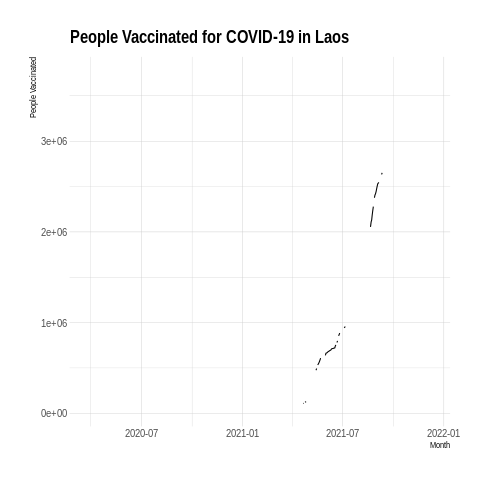 People Vaccinated for COVID-19 in Laos
People Vaccinated
3e+06
2e+06
1e+06
0e+00
2020-07 2021-01 2021-07 2022-01
Month